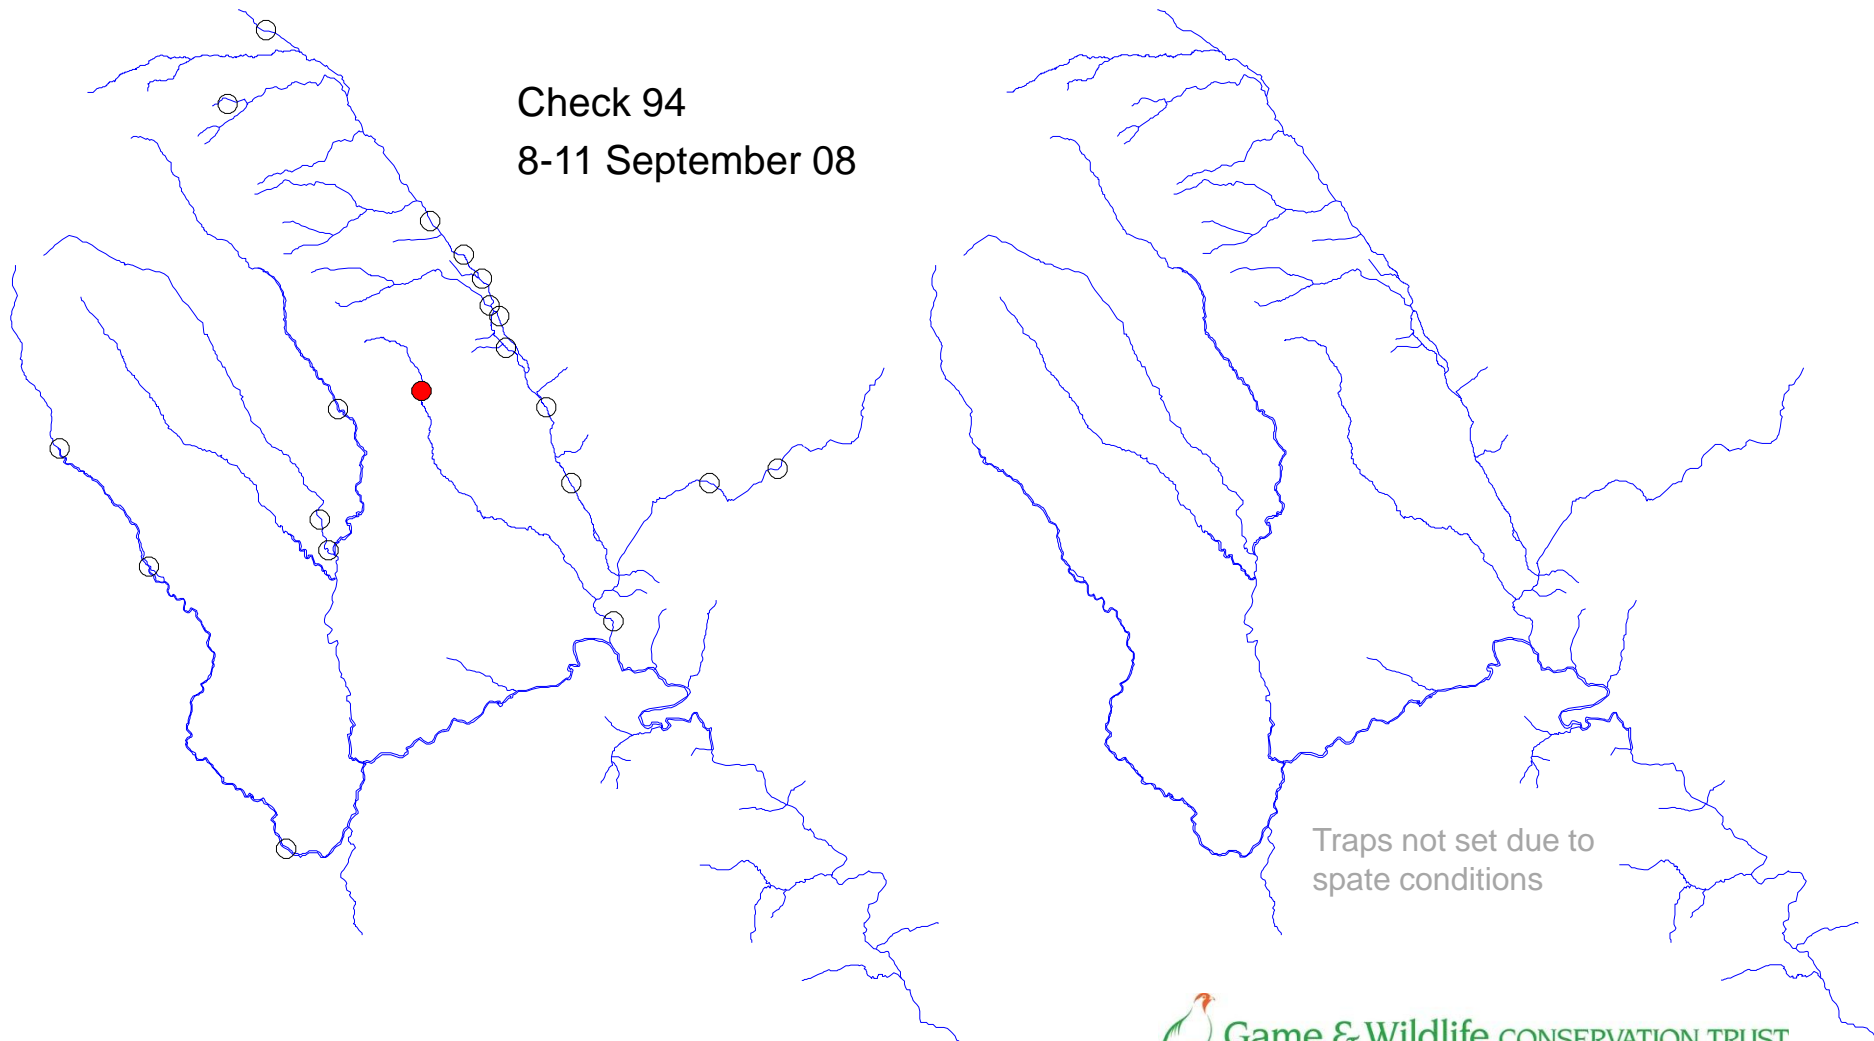 Check 94
8-11 September 08
Traps not set due to
spate conditions
Game & Wildlife CONSERVATION TRUST